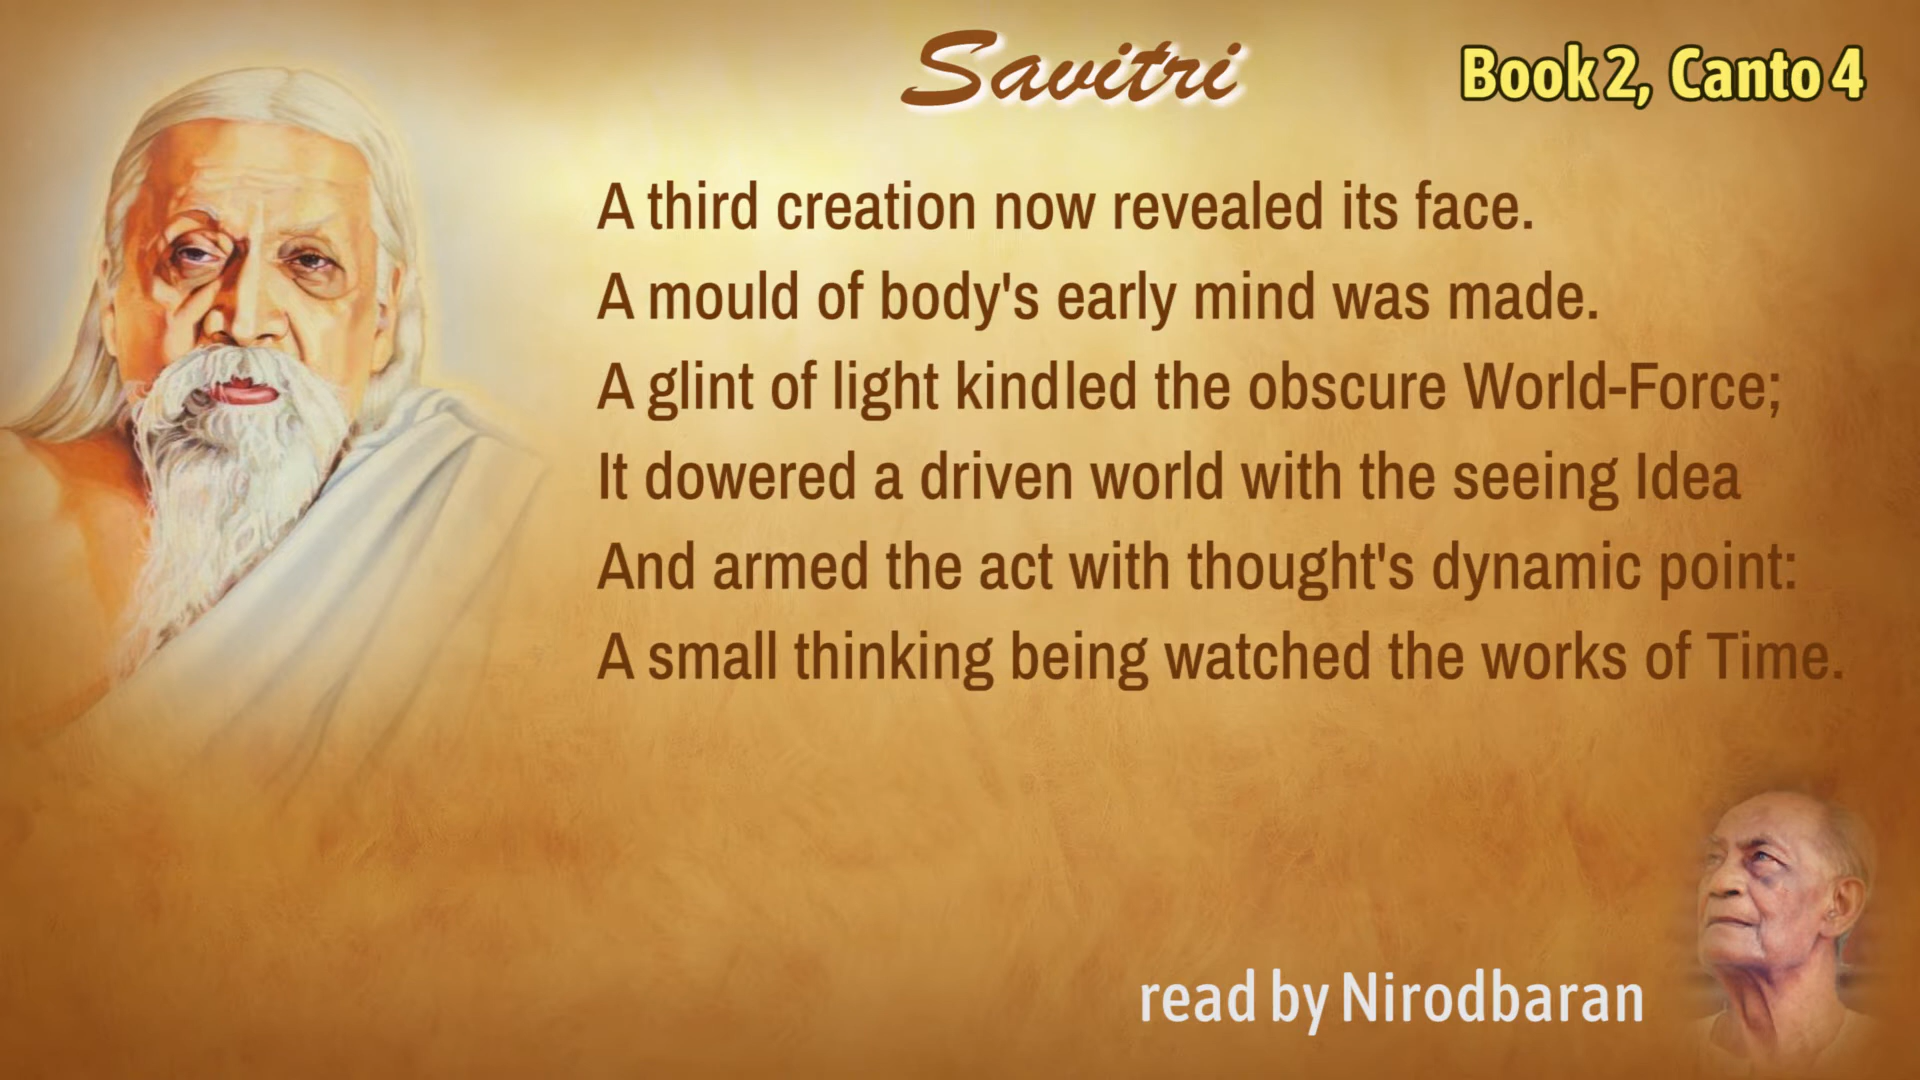 Savitri
Book 2, Canto 4
A third creation now revealed its face.
A mould of body's early mind was made.
A glint of light kindled the obscure World-Force;
It dowered a driven world with the seeing Idea
And armed the act with thought's dynamic point:
A small thinking being watched the works of Time.
read by Nirodbaran